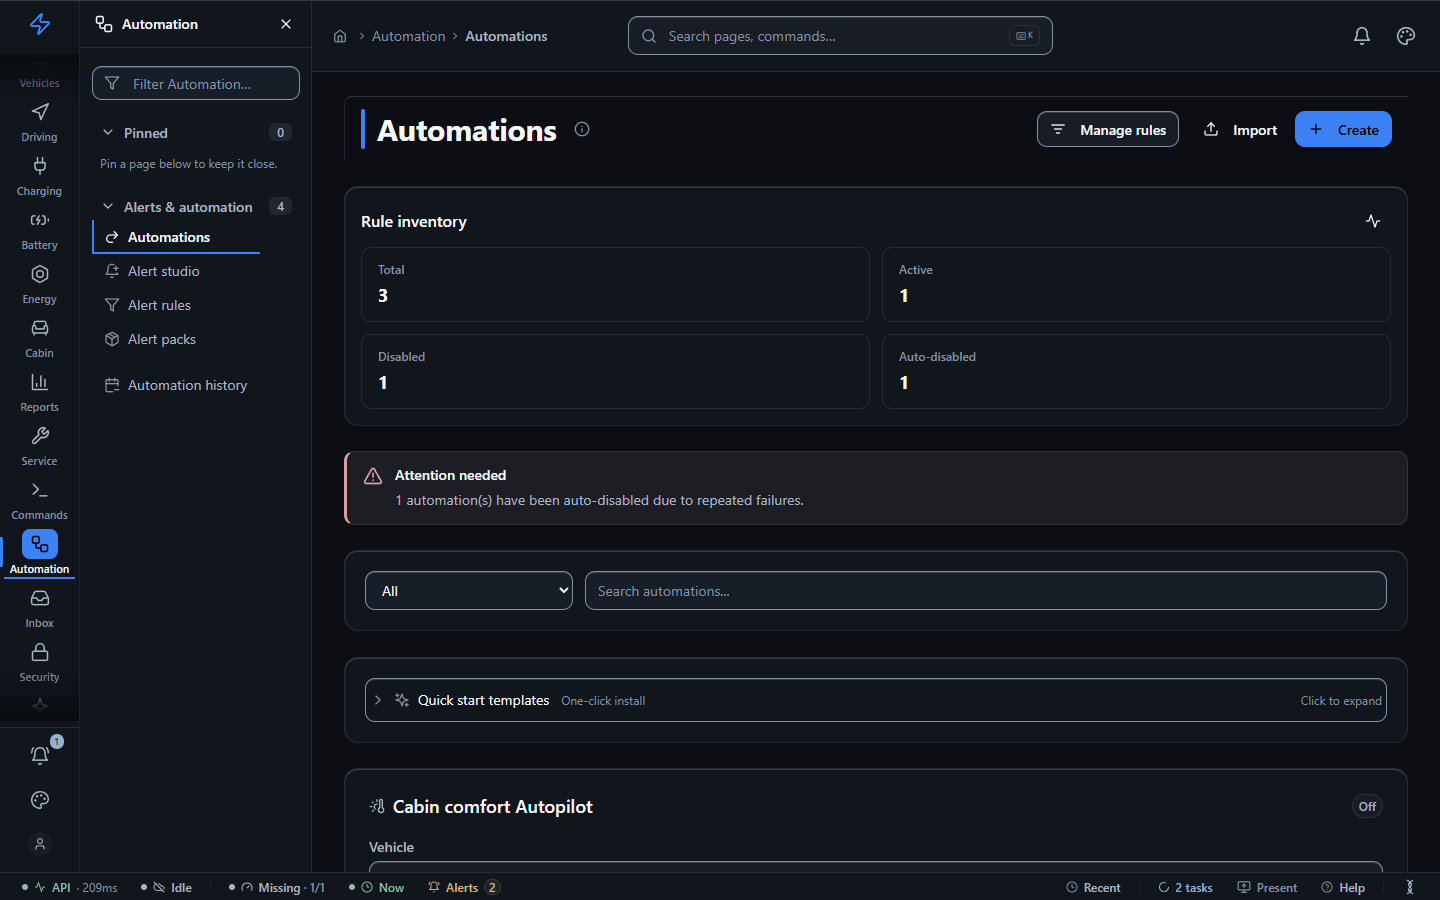 Vehicles
Driving
Charging
Battery
Energy
Cabin
Reports
Service
Commands
Automation
Inbox
Security
1
Automation
Filter Automation...
Pinned 0
Pin a page below to keep it close.
Alerts & automation 4
Automations
Alert studio
Alert rules
Alert packs
Automation history
Automation Automations
Search pages, commands... K
Automations
Manage rules Import Create
Rule inventory
Total
3
Active
1
Disabled
1
Auto-disabled
1
Attention needed
1 automation(s) have been auto-disabled due to repeated failures.
All Search automations...
Quick start templates One-click install Click to expand
Cabin comfort Autopilot Off
Vehicle
API · 209ms Idle Missing · 1/1 Now Alerts 2 Recent 2 tasks Present Help